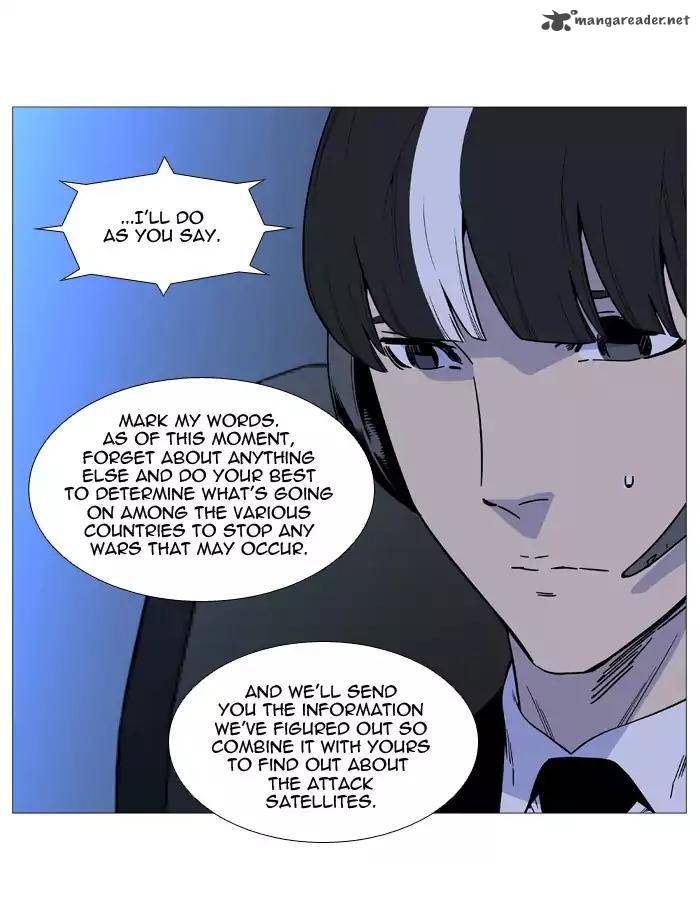 mangareader.net
...I'LL DO
AS YOU SAY.
MARK MY WORDS.
AS OF THIS MOMENT,
FORGET ABOUT ANYTHING
ELSE AND DO YOUR BEST
TO DETERMINE WHAT'S GOING
ON AMONG THE VARIOUS
COUNTRIES TO STOP ANY
WARS THAT MAY OCCUR.
AND WE'LL SEND
YOU THE INFORMATION
WE'VE FIGURED OUT SO
COMBINE IT WITH YOURS
TO FIND OUT ABOUT
THE ATTACK
SATELLITES.